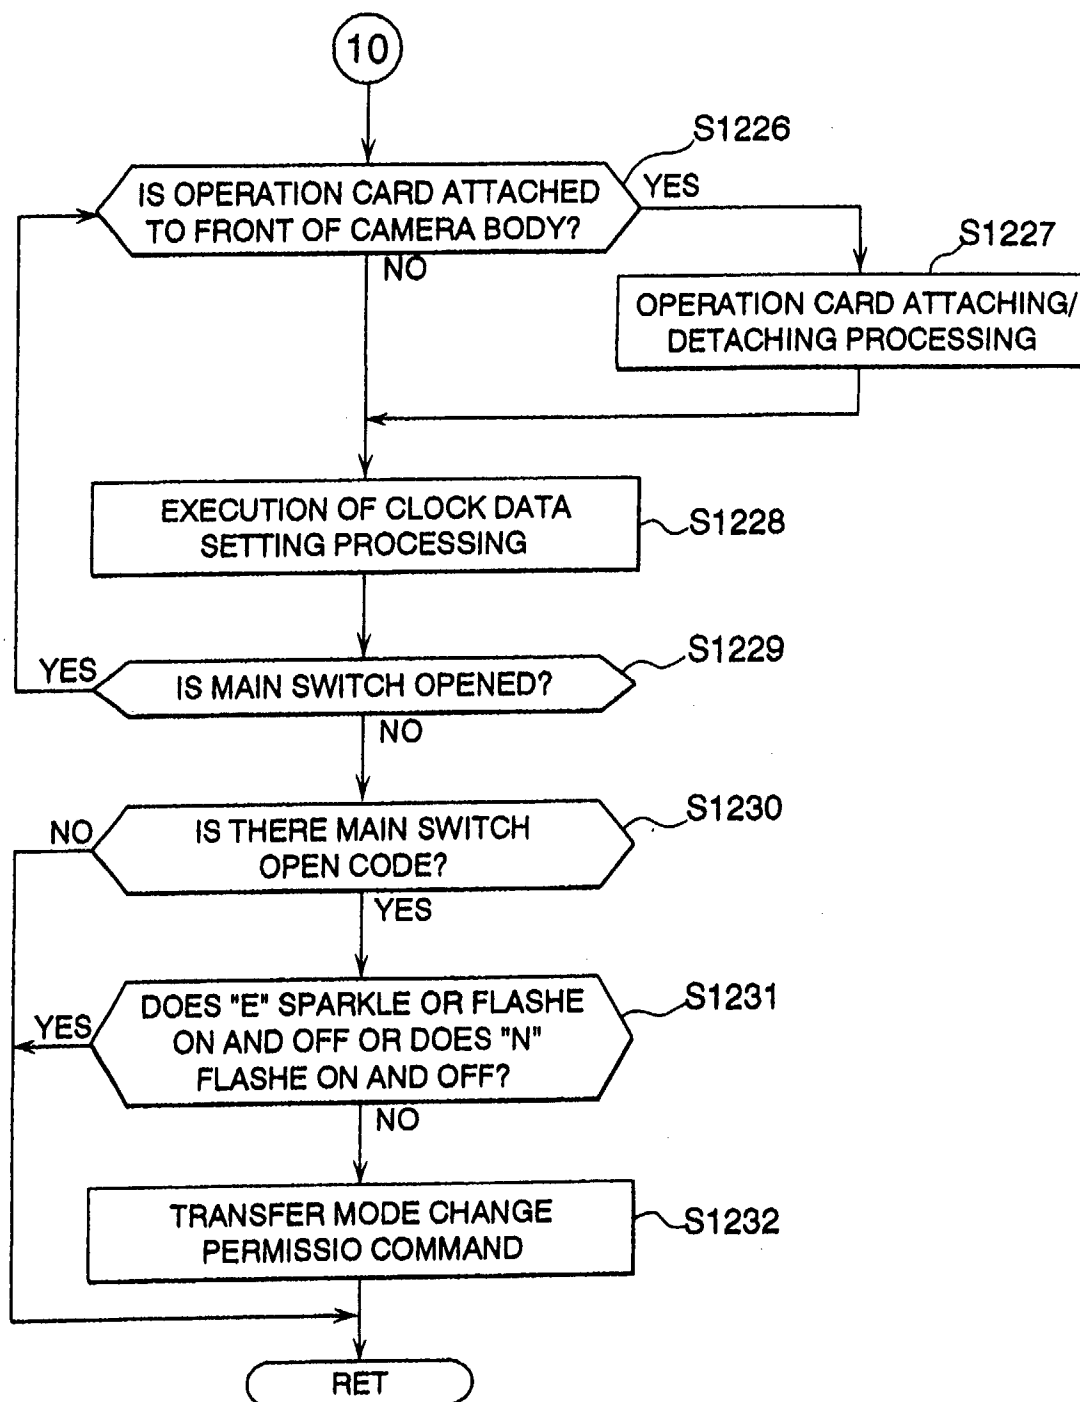 10
S1226
IS OPERATION CARD ATTACHED
TO FRONT OF CAMERA BODY?
YES
NO
S1227
OPERATION CARD ATTACHING/
DETACHING PROCESSING
EXECUTION OF CLOCK DATA
SETTING PROCESSING
S1228
S1229
YES
IS MAIN SWITCH OPENED?
NO
S1230
NO
IS THERE MAIN SWITCH
OPEN CODE?
YES
S1231
DOES "E" SPARKLE OR FLASHE
YES
ON AND OFF OR DOES "N"
FLASHE ON AND OFF?
NO
TRANSFER MODE CHANGE
PERMISSIO COMMAND
S1232
RET